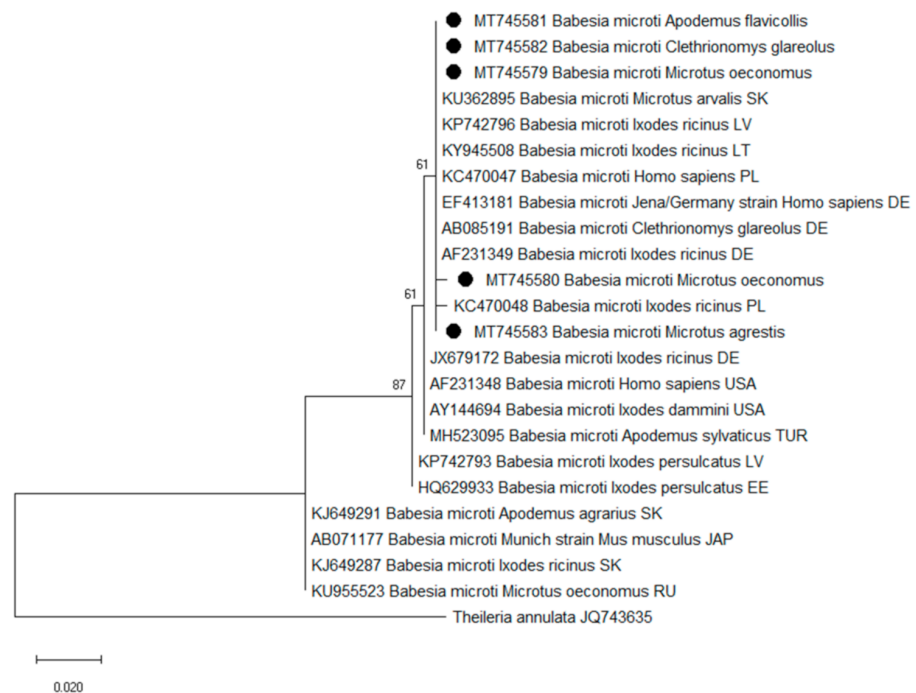 MT745581 Babesia microti Apodemus flavicollis
MT745582 Babesia microti Clethrionomys glareolus
MT745579 Babesia microti Microtus oeconomus
KU362895 Babesia microti Microtus arvalis SK
KP742796 Babesia microti Ixodes ricinus LV
KY945508 Babesia microti Ixodes ricinus LT
61
KC470047 Babesia microti Homo sapiens PL
EF413181 Babesia microti Jena/Germany strain Homo sapiens DE
AB085191 Babesia microti Clethrionomys glareolus DE
AF231349 Babesia microti Ixodes ricinus DE
MT745580 Babesia microti Microtus oeconomus
61
KC470048 Babesia microti Ixodes ricinus PL
MT745583 Babesia microti Microtus agrestis
JX679172 Babesia microti Ixodes ricinus DE
87
AF231348 Babesia microti Homo sapiens USA
AY144694 Babesia microti Ixodes dammini USA
MH523095 Babesia microti Apodemus sylvaticus TUR
KP742793 Babesia microti Ixodes persulcatus LV
HQ629933 Babesia microti Ixodes persulcatus EE
KJ649291 Babesia microti Apodemus agrarius SK
AB071177 Babesia microti Munich strain Mus musculus JAP
KJ649287 Babesia microti Ixodes ricinus SK
KU955523 Babesia microti Microtus oeconomus RU
Theileria annulata JQ743635
0.020